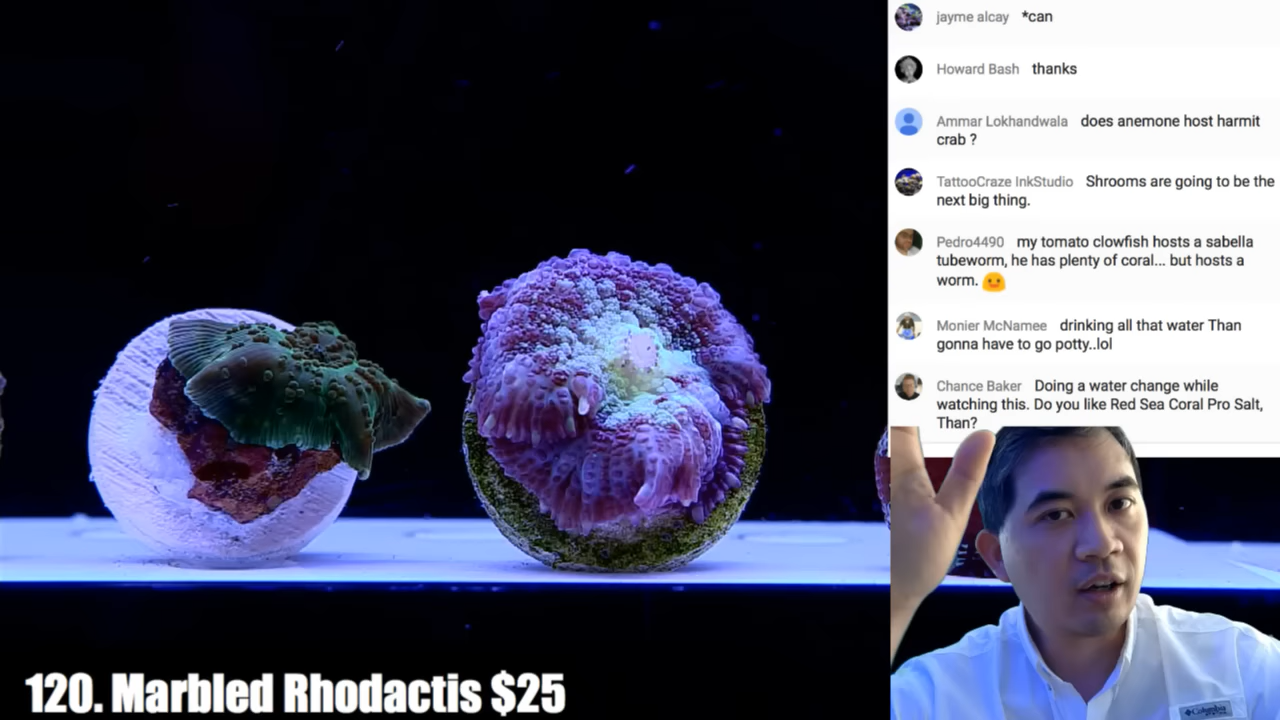 jayme alcay *can
Howard Bash thanks
Ammar Lokhandwala does anemone host harmit
crab ?
TattooCraze InkStudio Shrooms are going to be the
next big thing.
Pedro4490 my tomato clowfish hosts a sabella
tubeworm, he has plenty of coral... but hosts a
worm.
Monier McNamee drinking all that water Than
gonna have to go potty..lol
Chance Baker Doing a water change while
watching this. Do you like Red Sea Coral Pro Salt,
Than?
Columbia
120. Marbled Rhodactis $25